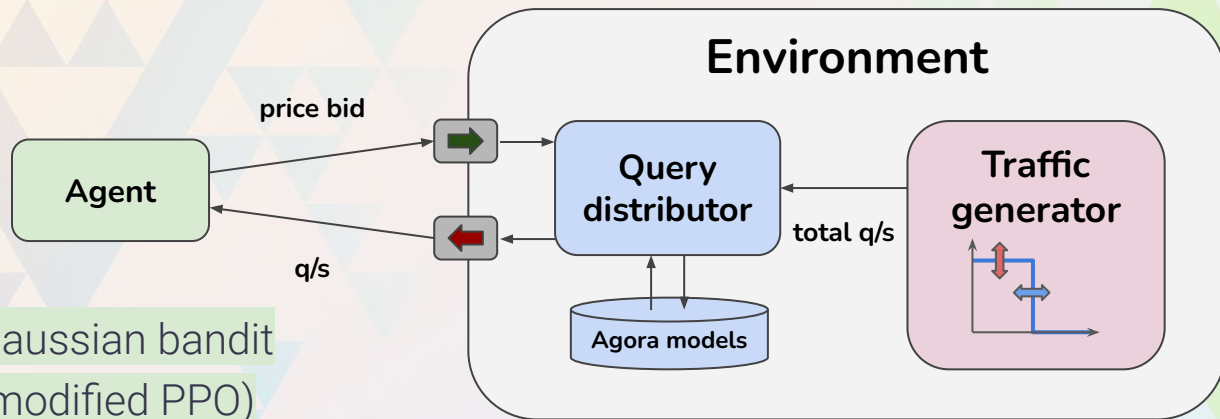 Environment
price bid
Agent
Query
distributor
Traffic
generator
total q/s
q/s
Agora models
aussian bandit
modified PPO)